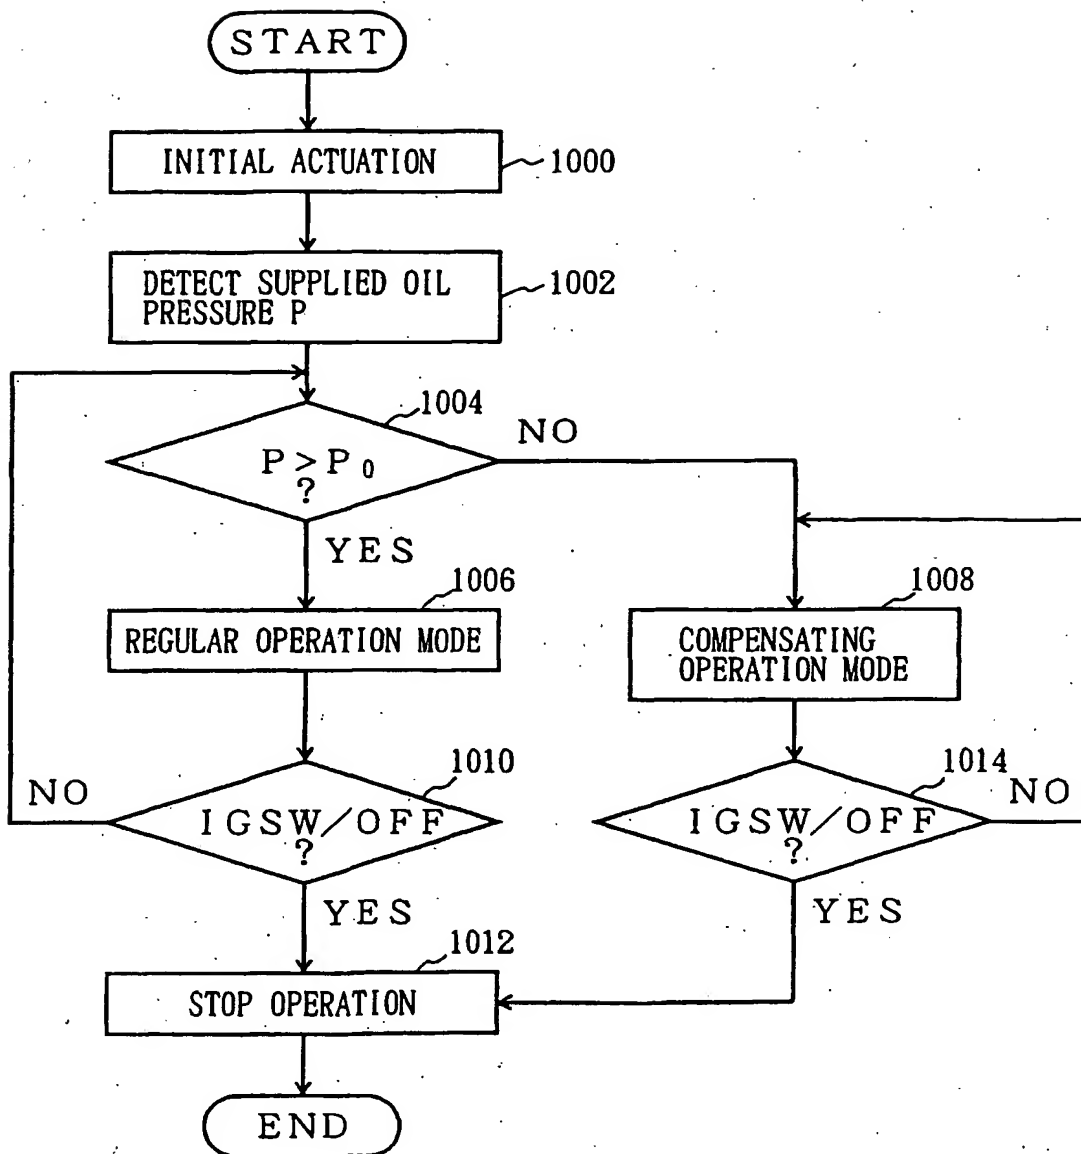 START
INITIAL ACTUATION
1000
DETECT SUPPLIED OIL
PRESSURE P
1002
1004
P>P₀
?
NO
YES
1006
REGULAR OPERATION MODE
1008
COMPENSATING
OPERATION MODE
1010
IGSW/OFF
?
NO
YES
1014
IGSW/OFF
?
NO
YES
1012
STOP OPERATION
END